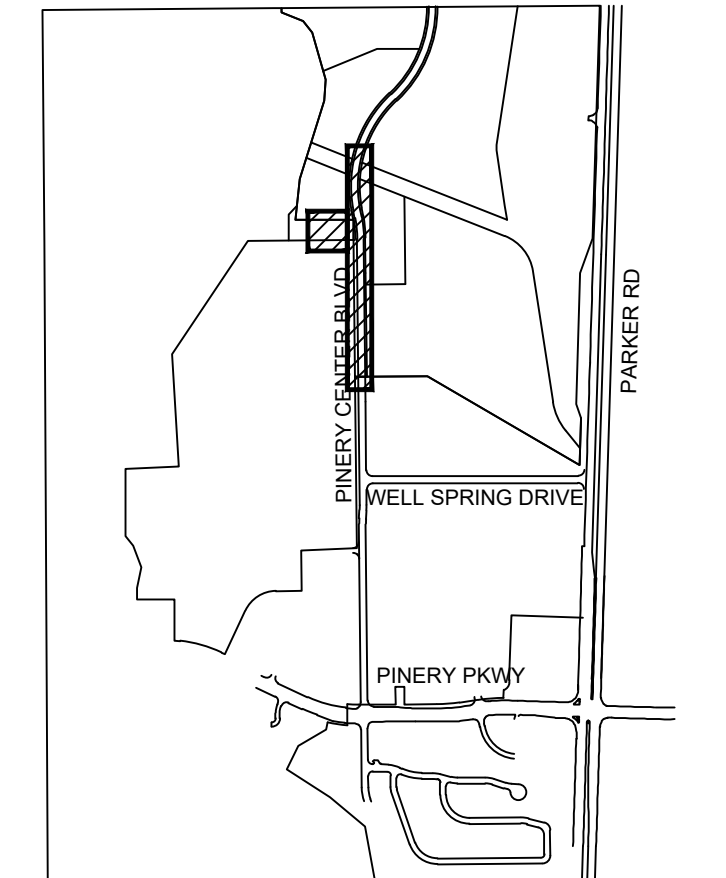 PINERY CENTER BLVD
PARKER RD
WELL SPRING DRIVE
PINERY PKWY